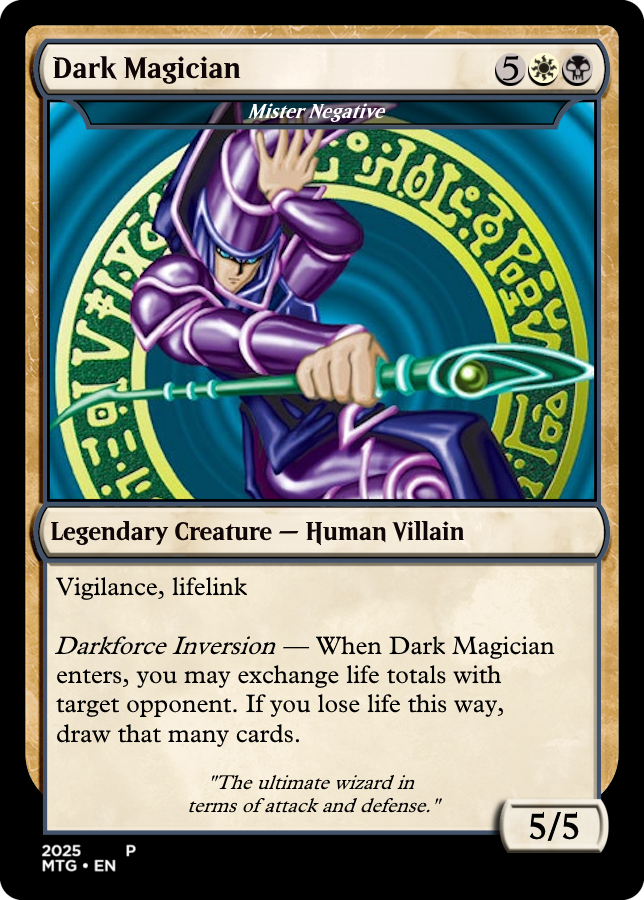 Dark Magician 5
Mister Negative
Legendary Creature — Human Villain
Vigilance, lifelink
Darkforce Inversion — When Dark Magician
enters, you may exchange life totals with
target opponent. If you lose life this way,
draw that many cards.
"The ultimate wizard in
terms of attack and defense."
5/5
2025 P
MTG • EN